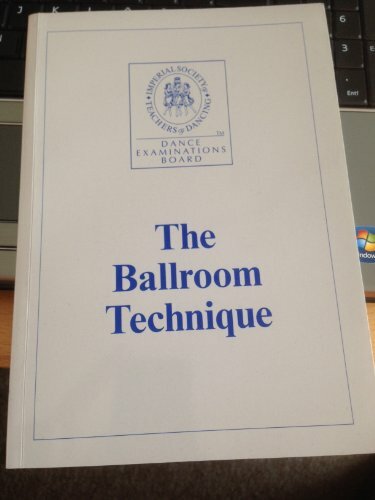 IMPERIAL SOCIETY of
TEACHERS of DANCING
TM
DANCE
EXAMINATIONS
BOARD
The
Ballroom
Technique